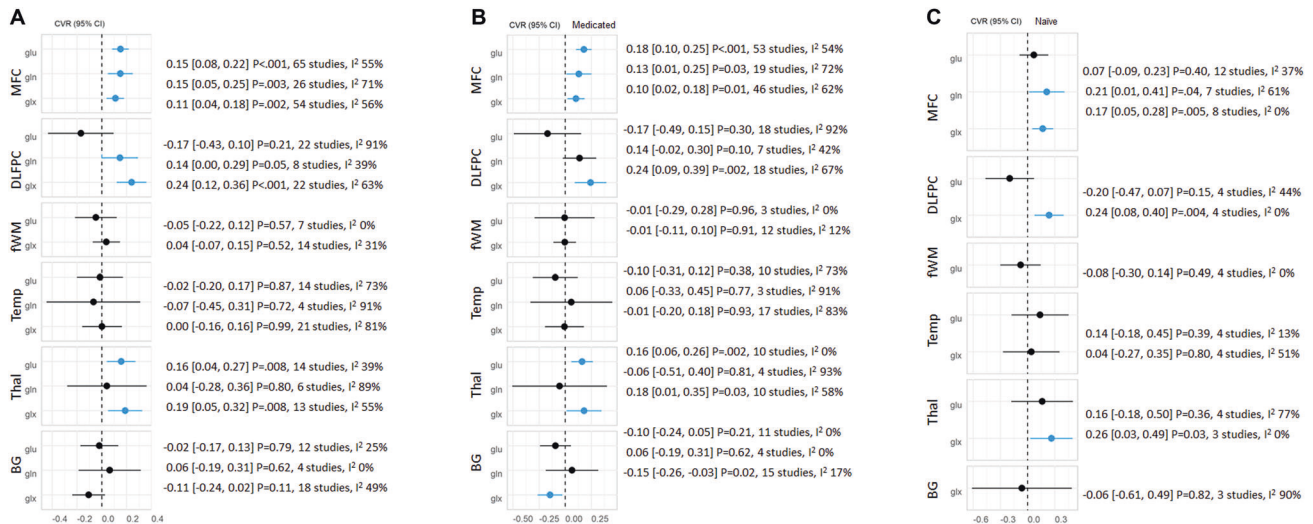 A
CVR (95% CI)
MFC
glu
0.15 [0.08, 0.22] P<.001, 65 studies, I² 55%
gln
0.15 [0.05, 0.25] P=.003, 26 studies, I² 71%
glx
0.11 [0.04, 0.18] P=.002, 54 studies, I² 56%
DLFPC
glu
-0.17 [-0.43, 0.10] P=0.21, 22 studies, I² 91%
gln
0.14 [0.00, 0.29] P=0.05, 8 studies, I² 39%
glx
0.24 [0.12, 0.36] P<.001, 22 studies, I² 63%
fWM
glu
-0.05 [-0.22, 0.12] P=0.57, 7 studies, I² 0%
glx
0.04 [-0.07, 0.15] P=0.52, 14 studies, I² 31%
Temp
glu
-0.02 [-0.20, 0.17] P=0.87, 14 studies, I² 73%
gln
-0.07 [-0.45, 0.31] P=0.72, 4 studies, I² 91%
glx
0.00 [-0.16, 0.16] P=0.99, 21 studies, I² 81%
Thal
glu
0.16 [0.04, 0.27] P=.008, 14 studies, I² 39%
gln
0.04 [-0.28, 0.36] P=0.80, 6 studies, I² 89%
glx
0.19 [0.05, 0.32] P=.008, 13 studies, I² 55%
BG
glu
-0.02 [-0.17, 0.13] P=0.79, 12 studies, I² 25%
gln
0.06 [-0.19, 0.31] P=0.62, 4 studies, I² 0%
glx
-0.11 [-0.24, 0.02] P=0.11, 18 studies, I² 49%
-0.4 -0.2 0.0 0.2 0.4
B
CVR (95% CI) Medicated
MFC
glu
0.18 [0.10, 0.25] P<.001, 53 studies, I² 54%
gln
0.13 [0.01, 0.25] P=0.03, 19 studies, I² 72%
glx
0.10 [0.02, 0.18] P=0.01, 46 studies, I² 62%
DLFPC
glu
-0.17 [-0.49, 0.15] P=0.30, 18 studies, I² 92%
gln
0.14 [-0.02, 0.30] P=0.10, 7 studies, I² 42%
glx
0.24 [0.09, 0.39] P=.002, 18 studies, I² 67%
fWM
glu
-0.01 [-0.29, 0.28] P=0.96, 3 studies, I² 0%
glx
-0.01 [-0.11, 0.10] P=0.91, 12 studies, I² 12%
Temp
glu
-0.10 [-0.31, 0.12] P=0.38, 10 studies, I² 73%
gln
0.06 [-0.33, 0.45] P=0.77, 3 studies, I² 91%
glx
-0.01 [-0.20, 0.18] P=0.93, 17 studies, I² 83%
Thal
glu
0.16 [0.06, 0.26] P=.002, 10 studies, I² 0%
gln
-0.06 [-0.51, 0.40] P=0.81, 4 studies, I² 93%
glx
0.18 [0.01, 0.35] P=0.03, 10 studies, I² 58%
BG
glu
-0.10 [-0.24, 0.05] P=0.21, 11 studies, I² 0%
gln
0.06 [-0.19, 0.31] P=0.62, 4 studies, I² 0%
glx
-0.15 [-0.26, -0.03] P=0.02, 15 studies, I² 17%
-0.50 -0.25 0.00 0.25
C
CVR (95% CI) Naïve
MFC
glu
0.07 [-0.09, 0.23] P=0.40, 12 studies, I² 37%
gln
0.21 [0.01, 0.41] P=.04, 7 studies, I² 61%
glx
0.17 [0.05, 0.28] P=.005, 8 studies, I² 0%
DLFPC
glu
-0.20 [-0.47, 0.07] P=0.15, 4 studies, I² 44%
glx
0.24 [0.08, 0.40] P=.004, 4 studies, I² 0%
fWM
glu
-0.08 [-0.30, 0.14] P=0.49, 4 studies, I² 0%
Temp
glu
0.14 [-0.18, 0.45] P=0.39, 4 studies, I² 13%
glx
0.04 [-0.27, 0.35] P=0.80, 4 studies, I² 51%
Thal
glu
0.16 [-0.18, 0.50] P=0.36, 4 studies, I² 77%
glx
0.26 [0.03, 0.49] P=0.03, 3 studies, I² 0%
BG
glx
-0.06 [-0.61, 0.49] P=0.82, 3 studies, I² 90%
-0.6 -0.3 0.0 0.3